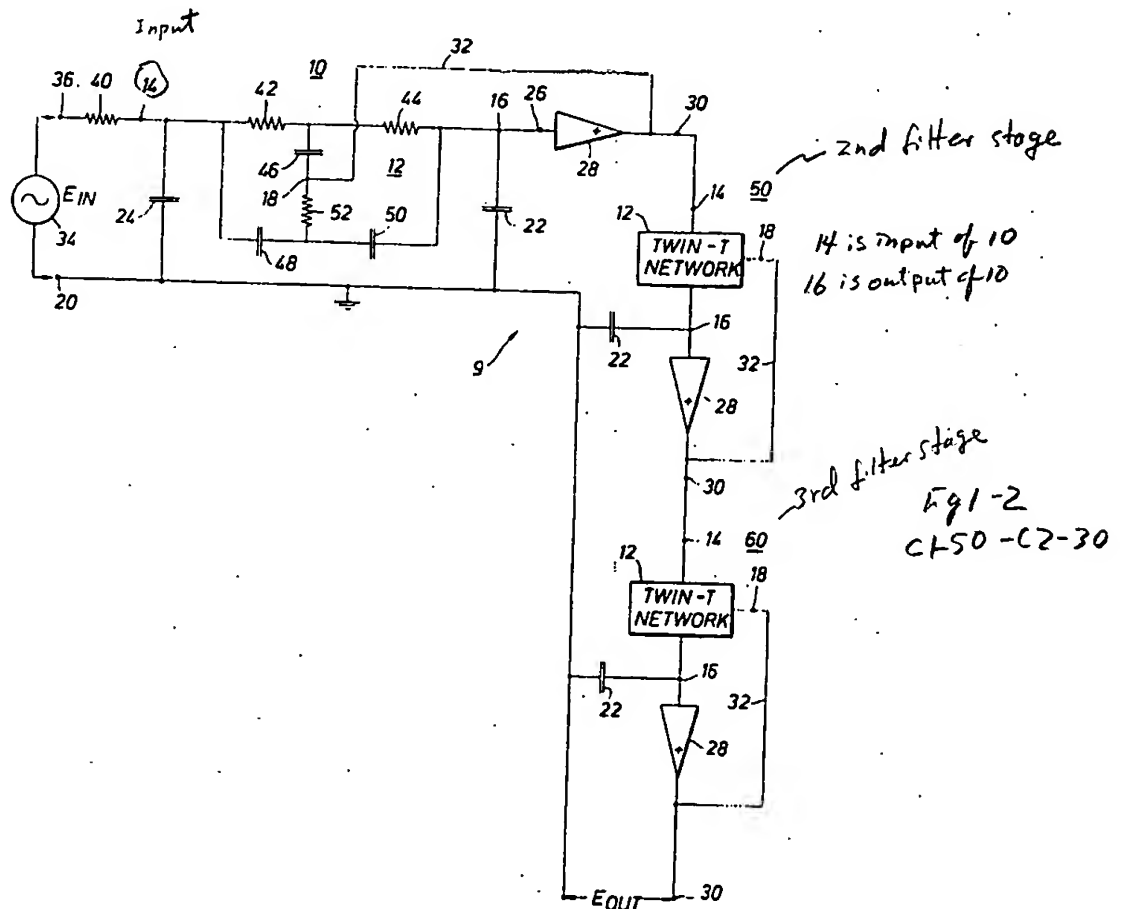 Input
36. 40 14 42 10 44 32 16 26 30
28
46 12
18
52 50
EIN
34
24
48
22
20
9
2nd filter stage
14 50
12 18
TWIN-T
NETWORK
14 is input of 10
16 is output of 10
16
22
32
28
30
3rd filter stage
Fig 1-2
C1-50-C2-30
14 60
12 18
TWIN-T
NETWORK
16
22
32
28
EOUT 30